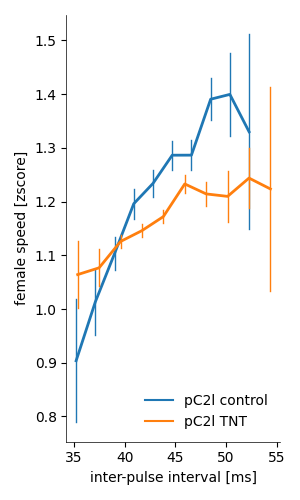 1.5
1.4
1.3
1.2
1.1
1.0
0.9
0.8
female speed [zscore]
pC2l control
pC2l TNT
35 40 45 50 55
inter-pulse interval [ms]